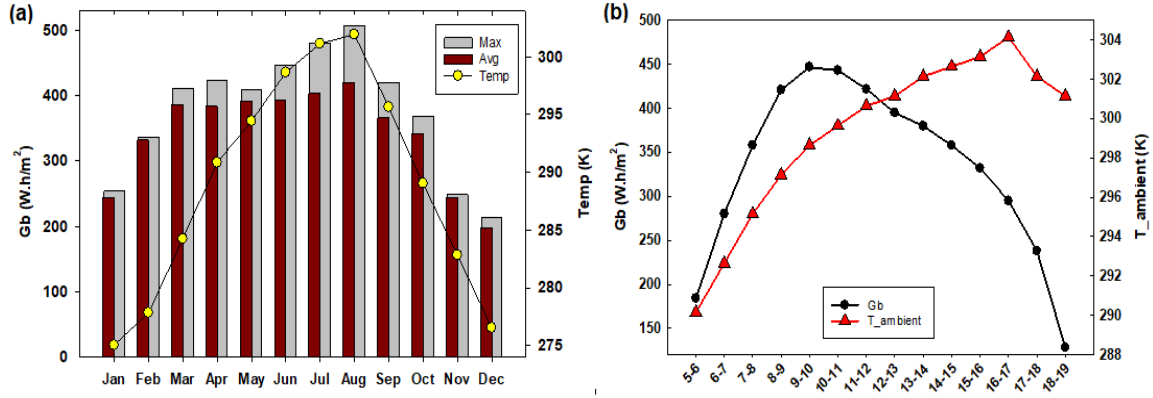 (a)
500
400
300
200
100
0
Gb (W.h/m²)
Max
Avg
Temp
300
295
290
285
280
275
Temp (K)
Jan Feb Mar Apr May Jun Jul Aug Sep Oct Nov Dec
(b)
500
450
400
350
300
250
200
150
Gb (W.h/m²)
Gb
T_ambient
304
302
300
298
296
294
292
290
288
T_ambient (K)
5-6 6-7 7-8 8-9 9-10 10-11 11-12 12-13 13-14 14-15 15-16 16-17 17-18 18-19